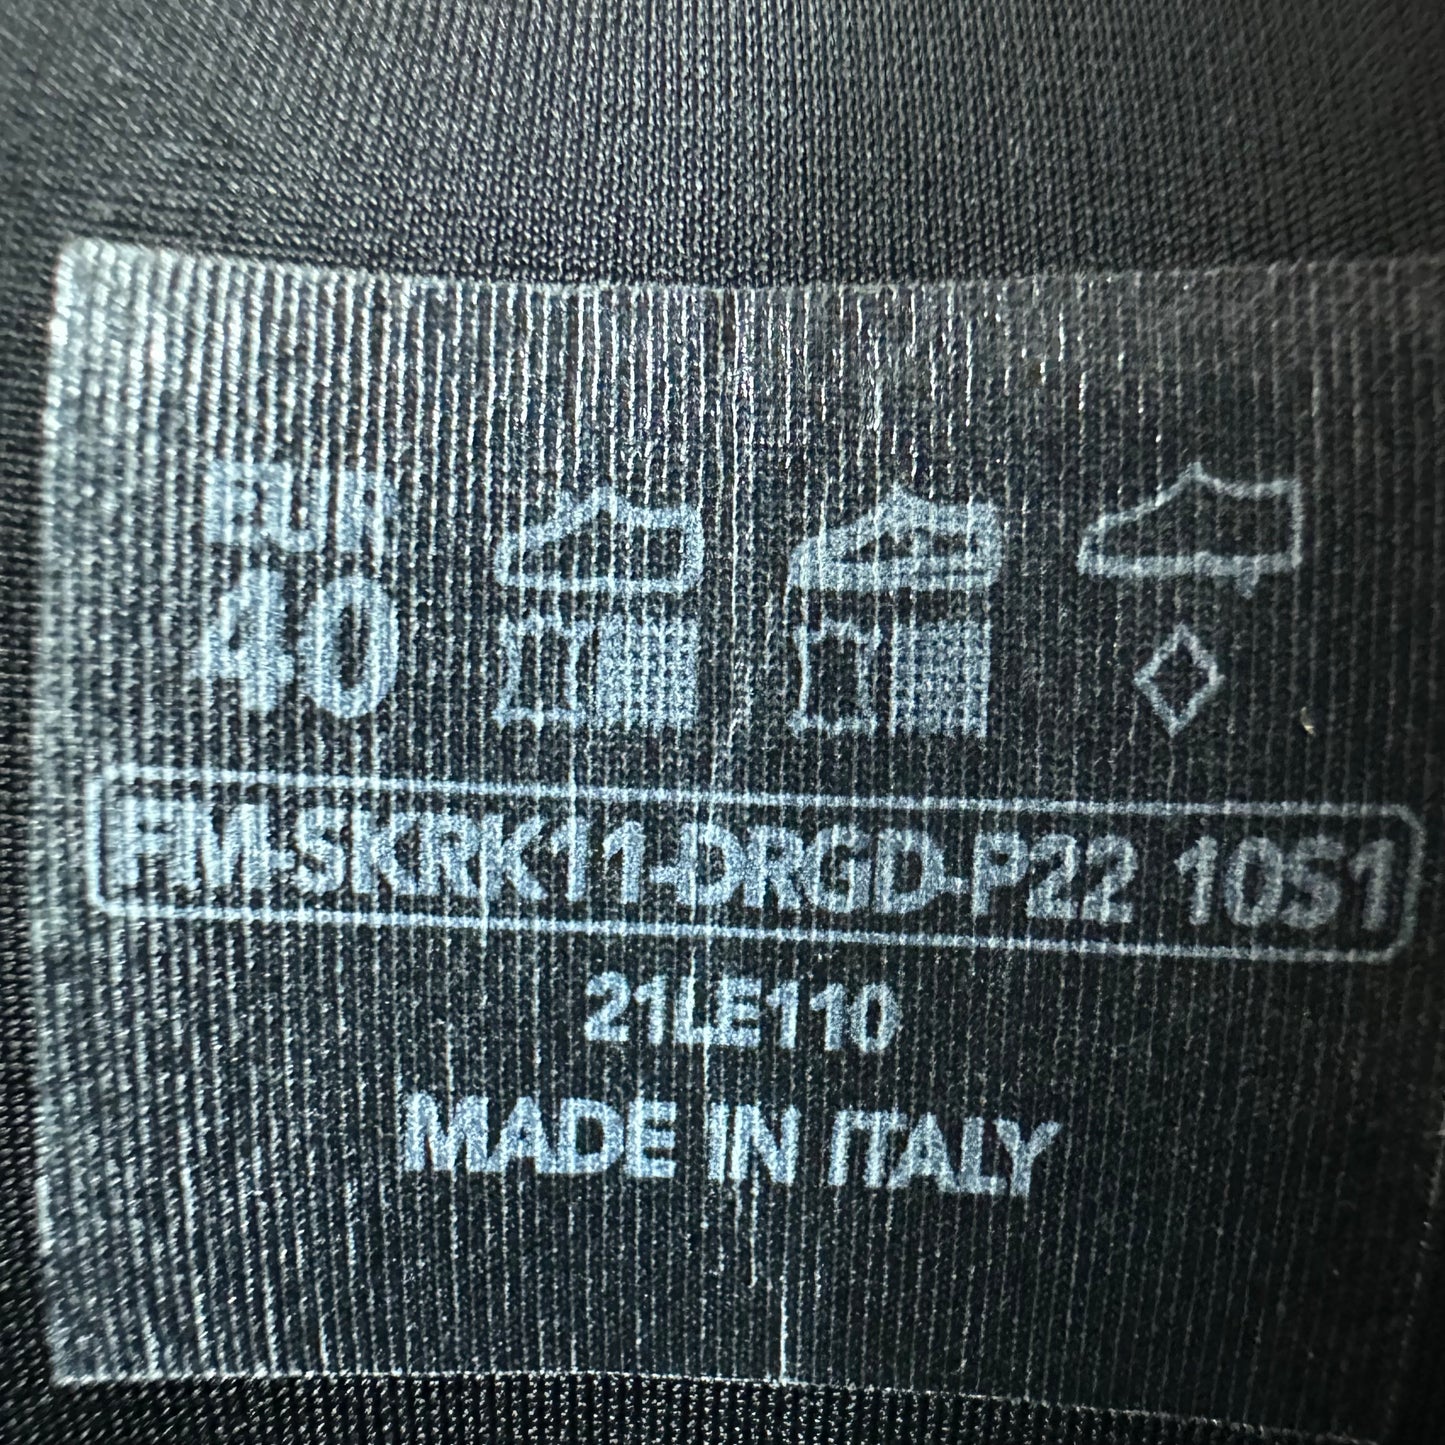 EUR
40
FM-SKRK11-DRGD-P22 1051
21LE110
MADE IN ITALY